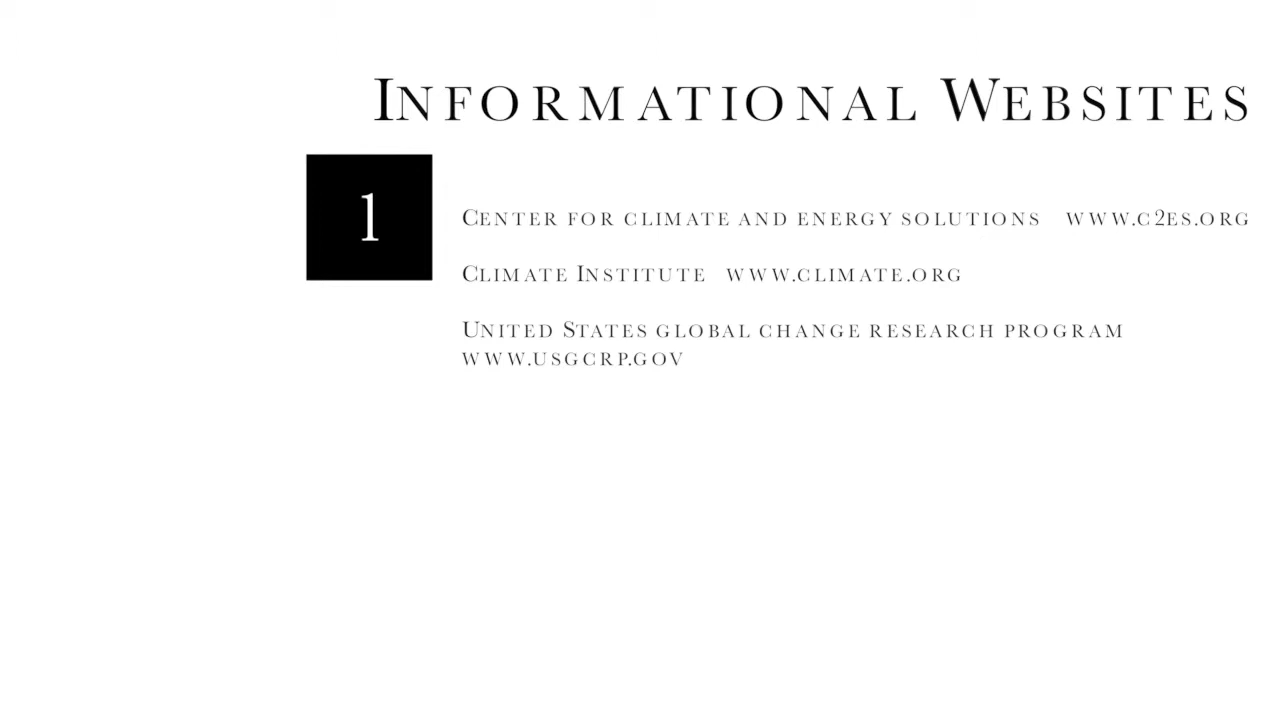 Informational Websites
1
Center for climate and energy solutions www.c2es.org
Climate Institute www.climate.org
United States global change research program
www.usgcrp.gov